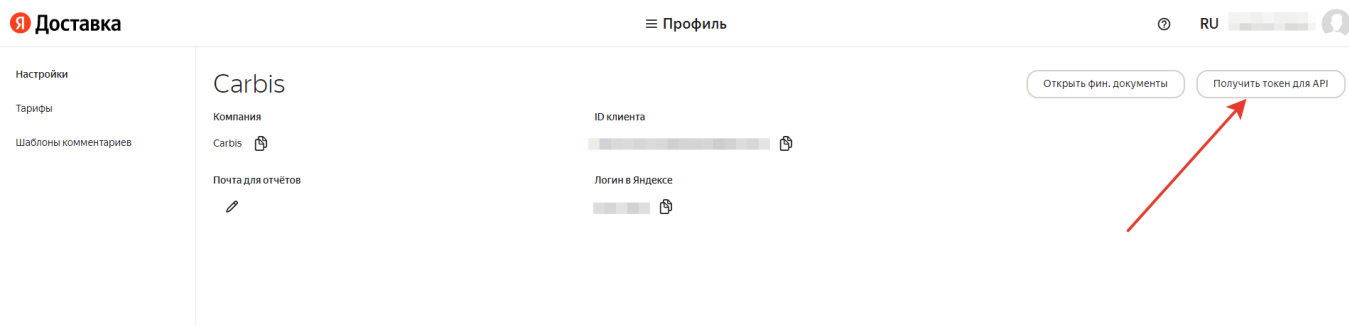 Я Доставка
Профиль
RU
Настройки
Тарифы
Шаблоны комментариев
Carbis
Открыть фин. документы
Получить токен для API
Компания
ID клиента
Carbis
Почта для отчётов
Логин в Яндексе